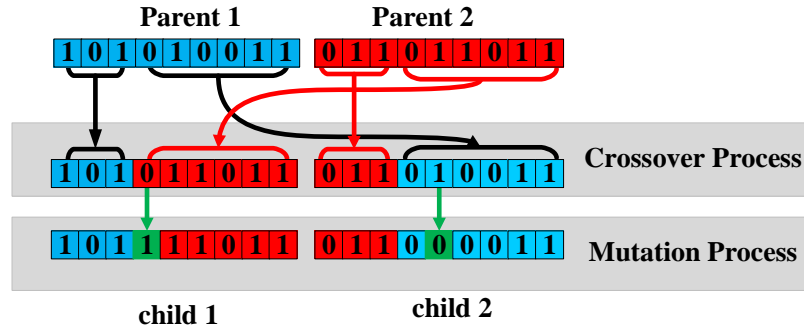 Parent 1 Parent 2
1 0 1 0 1 0 0 1 1 0 1 1 0 1 1 0 1 1
1 0 1 0 1 1 0 1 1 0 1 1 0 1 0 0 1 1 Crossover Process
1 0 1 1 1 1 0 1 1 0 1 1 0 0 0 0 1 1 Mutation Process
child 1 child 2